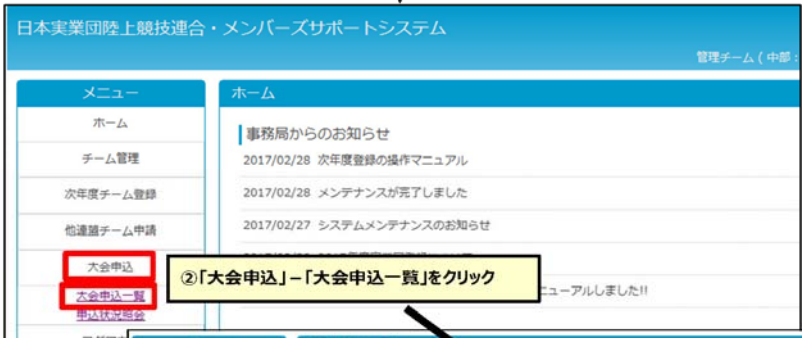 日本実業団陸上競技連合・メンバーズサポートシステム
管理チーム ( 中部 :
メニュー
ホーム
チーム管理
次年度チーム登録
他連盟チーム申請
大会申込
大会申込一覧
申込状況照会
ホーム
事務局からのお知らせ
2017/02/28 次年度登録の操作マニュアル
2017/02/28 メンテナンスが完了しました
2017/02/27 システムメンテナンスのお知らせ
ニューアルしました!!
②「大会申込」–「大会申込一覧」をクリック